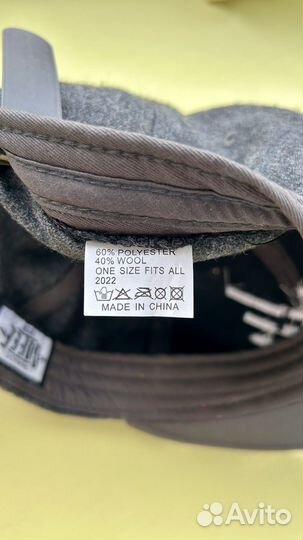 60% POLYESTER
40% WOOL
ONE SIZE FITS ALL
2022
MADE IN CHINA
Avito